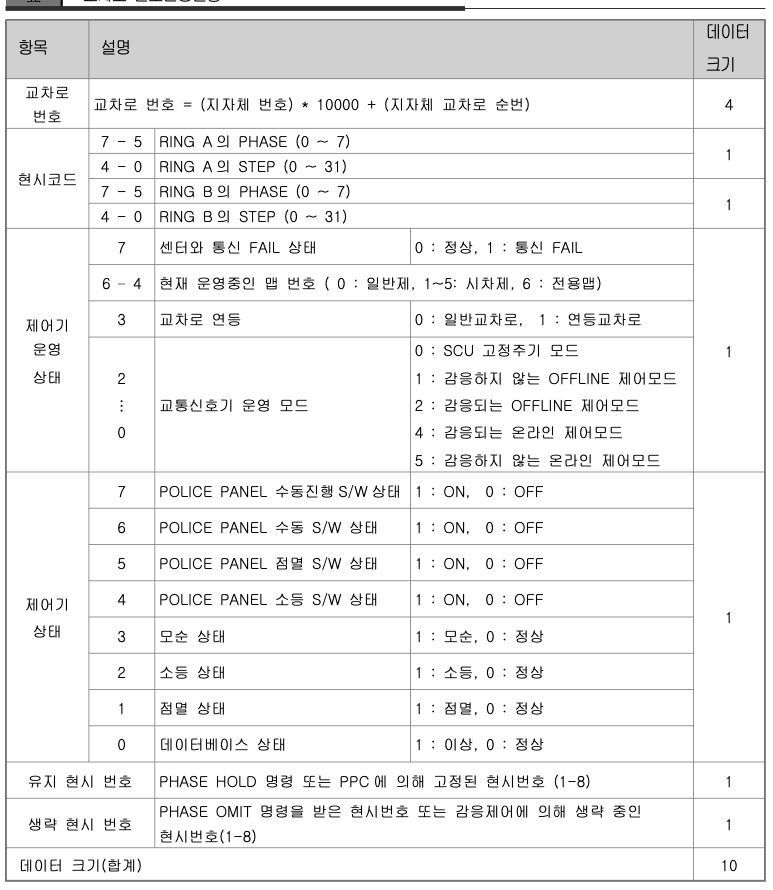 항목 설명 데이터 크기
교차로 번호 교차로 번호 = (지자체 번호) * 10000 + (지자체 교차로 순번) 4
현시코드 7 - 5 RING A의 PHASE (0 ~ 7) 1
4 - 0 RING A의 STEP (0 ~ 31)
7 - 5 RING B의 PHASE (0 ~ 7) 1
4 - 0 RING B의 STEP (0 ~ 31)
제어기 운영 상태 7 센터와 통신 FAIL 상태 0 : 정상, 1 : 통신 FAIL 1
6 - 4 현재 운영중인 맵 번호 ( 0 : 일반제, 1~5: 시차제, 6 : 전용맵)
3 교차로 연등 0 : 일반교차로, 1 : 연등교차로
2 ⋮ 0 교통신호기 운영 모드 0 : SCU 고정주기 모드
1 : 감응하지 않는 OFFLINE 제어모드
2 : 감응되는 OFFLINE 제어모드
4 : 감응되는 온라인 제어모드
5 : 감응하지 않는 온라인 제어모드
제어기 상태 7 POLICE PANEL 수동진행 S/W 상태 1 : ON, 0 : OFF 1
6 POLICE PANEL 수동 S/W 상태 1 : ON, 0 : OFF
5 POLICE PANEL 점멸 S/W 상태 1 : ON, 0 : OFF
4 POLICE PANEL 소등 S/W 상태 1 : ON, 0 : OFF
3 모순 상태 1 : 모순, 0 : 정상
2 소등 상태 1 : 소등, 0 : 정상
1 점멸 상태 1 : 점멸, 0 : 정상
0 데이터베이스 상태 1 : 이상, 0 : 정상
유지 현시 번호 PHASE HOLD 명령 또는 PPC에 의해 고정된 현시번호 (1-8) 1
생략 현시 번호 PHASE OMIT 명령을 받은 현시번호 또는 감응제어에 의해 생략 중인
현시번호(1-8) 1
데이터 크기(합계) 10